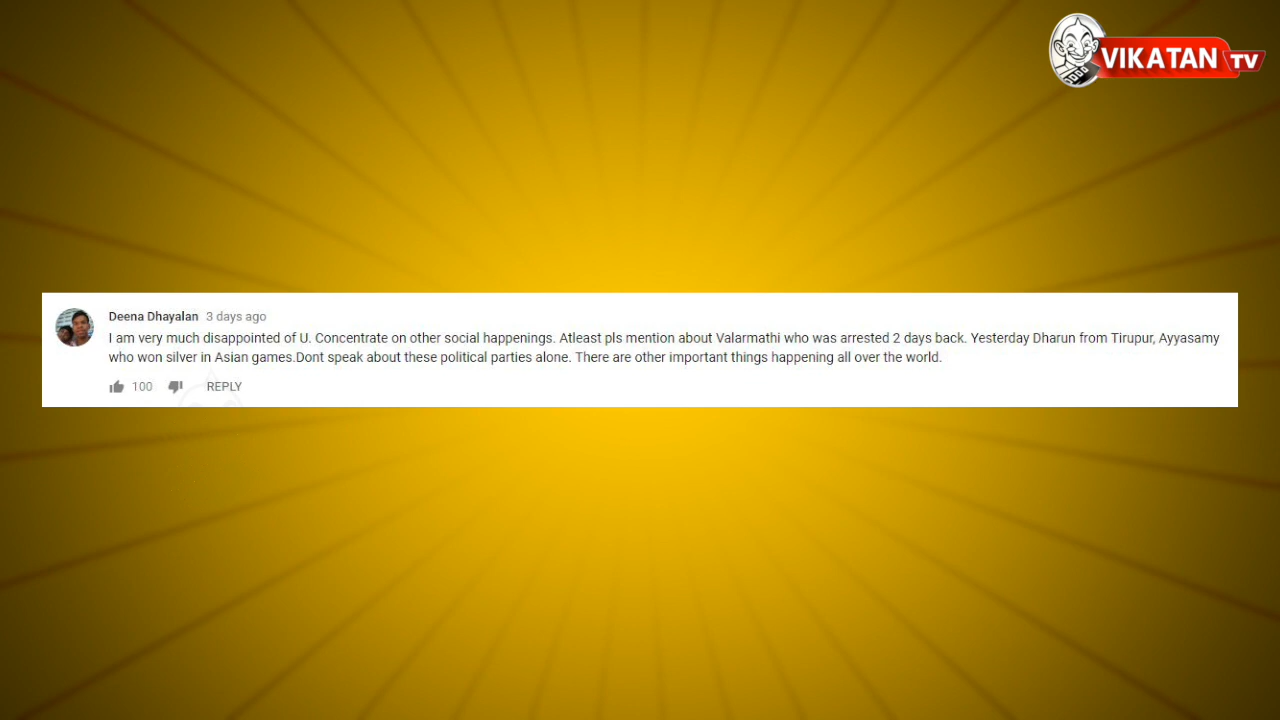 VIKATAN TV
Deena Dhayalan 3 days ago
I am very much disappointed of U. Concentrate on other social happenings. Atleast pls mention about Valarmathi who was arrested 2 days back. Yesterday Dharun from Tirupur, Ayyasamy
who won silver in Asian games.Dont speak about these political parties alone. There are other important things happening all over the world.
100 REPLY